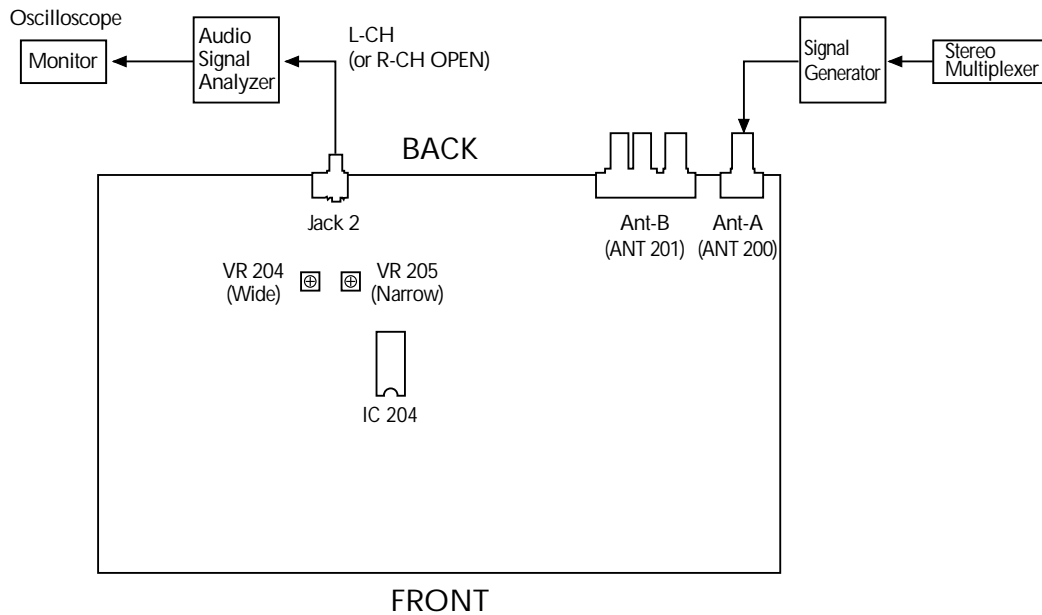 Oscilloscope
Monitor
Audio
Signal
Analyzer
L-CH
(or R-CH OPEN)
Signal
Generator
Stereo
Multiplexer
BACK
Jack 2
Ant-B
(ANT 201)
Ant-A
(ANT 200)
VR 204
(Wide)
VR 205
(Narrow)
IC 204
FRONT